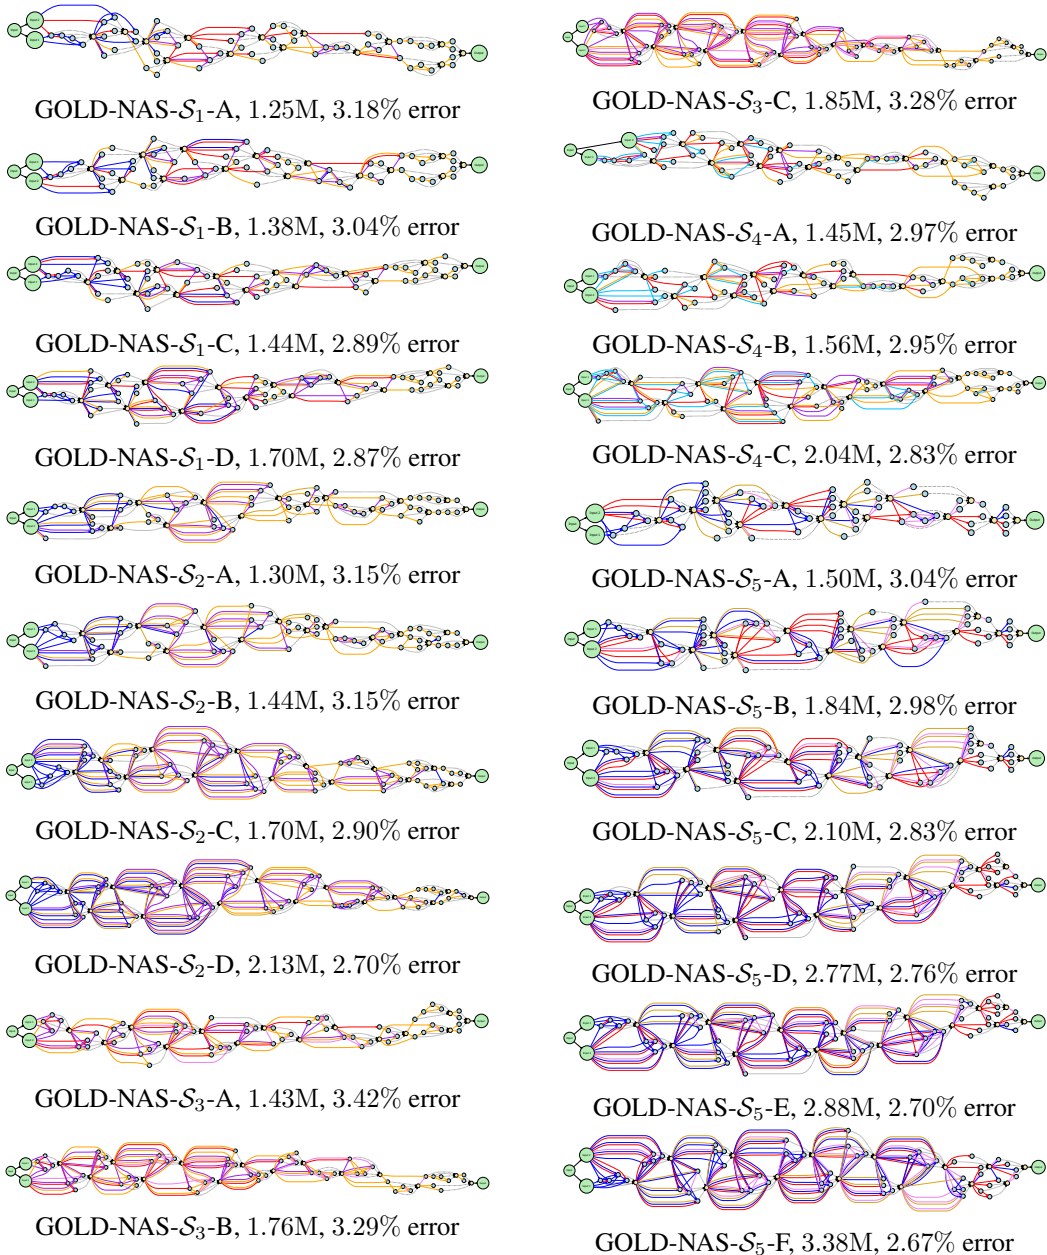 GOLD-NAS-𝒮₁-A, 1.25M, 3.18% error
GOLD-NAS-𝒮₁-B, 1.38M, 3.04% error
GOLD-NAS-𝒮₁-C, 1.44M, 2.89% error
GOLD-NAS-𝒮₁-D, 1.70M, 2.87% error
GOLD-NAS-𝒮₂-A, 1.30M, 3.15% error
GOLD-NAS-𝒮₂-B, 1.44M, 3.15% error
GOLD-NAS-𝒮₂-C, 1.70M, 2.90% error
GOLD-NAS-𝒮₂-D, 2.13M, 2.70% error
GOLD-NAS-𝒮₃-A, 1.43M, 3.42% error
GOLD-NAS-𝒮₃-B, 1.76M, 3.29% error
GOLD-NAS-𝒮₃-C, 1.85M, 3.28% error
GOLD-NAS-𝒮₄-A, 1.45M, 2.97% error
GOLD-NAS-𝒮₄-B, 1.56M, 2.95% error
GOLD-NAS-𝒮₄-C, 2.04M, 2.83% error
GOLD-NAS-𝒮₅-A, 1.50M, 3.04% error
GOLD-NAS-𝒮₅-B, 1.84M, 2.98% error
GOLD-NAS-𝒮₅-C, 2.10M, 2.83% error
GOLD-NAS-𝒮₅-D, 2.77M, 2.76% error
GOLD-NAS-𝒮₅-E, 2.88M, 2.70% error
GOLD-NAS-𝒮₅-F, 3.38M, 2.67% error